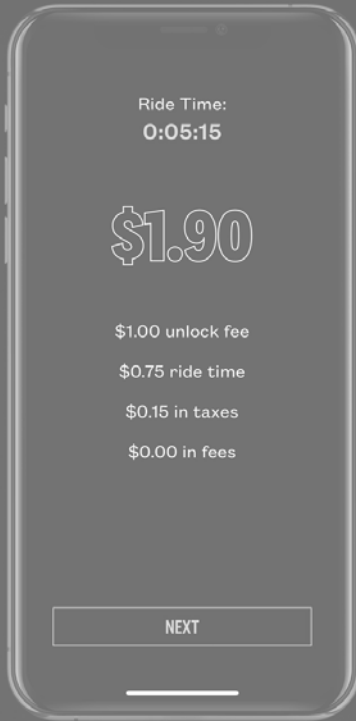 Ride Time:
0:05:15
$1.90
$1.00 unlock fee
$0.75 ride time
$0.15 in taxes
$0.00 in fees
NEXT